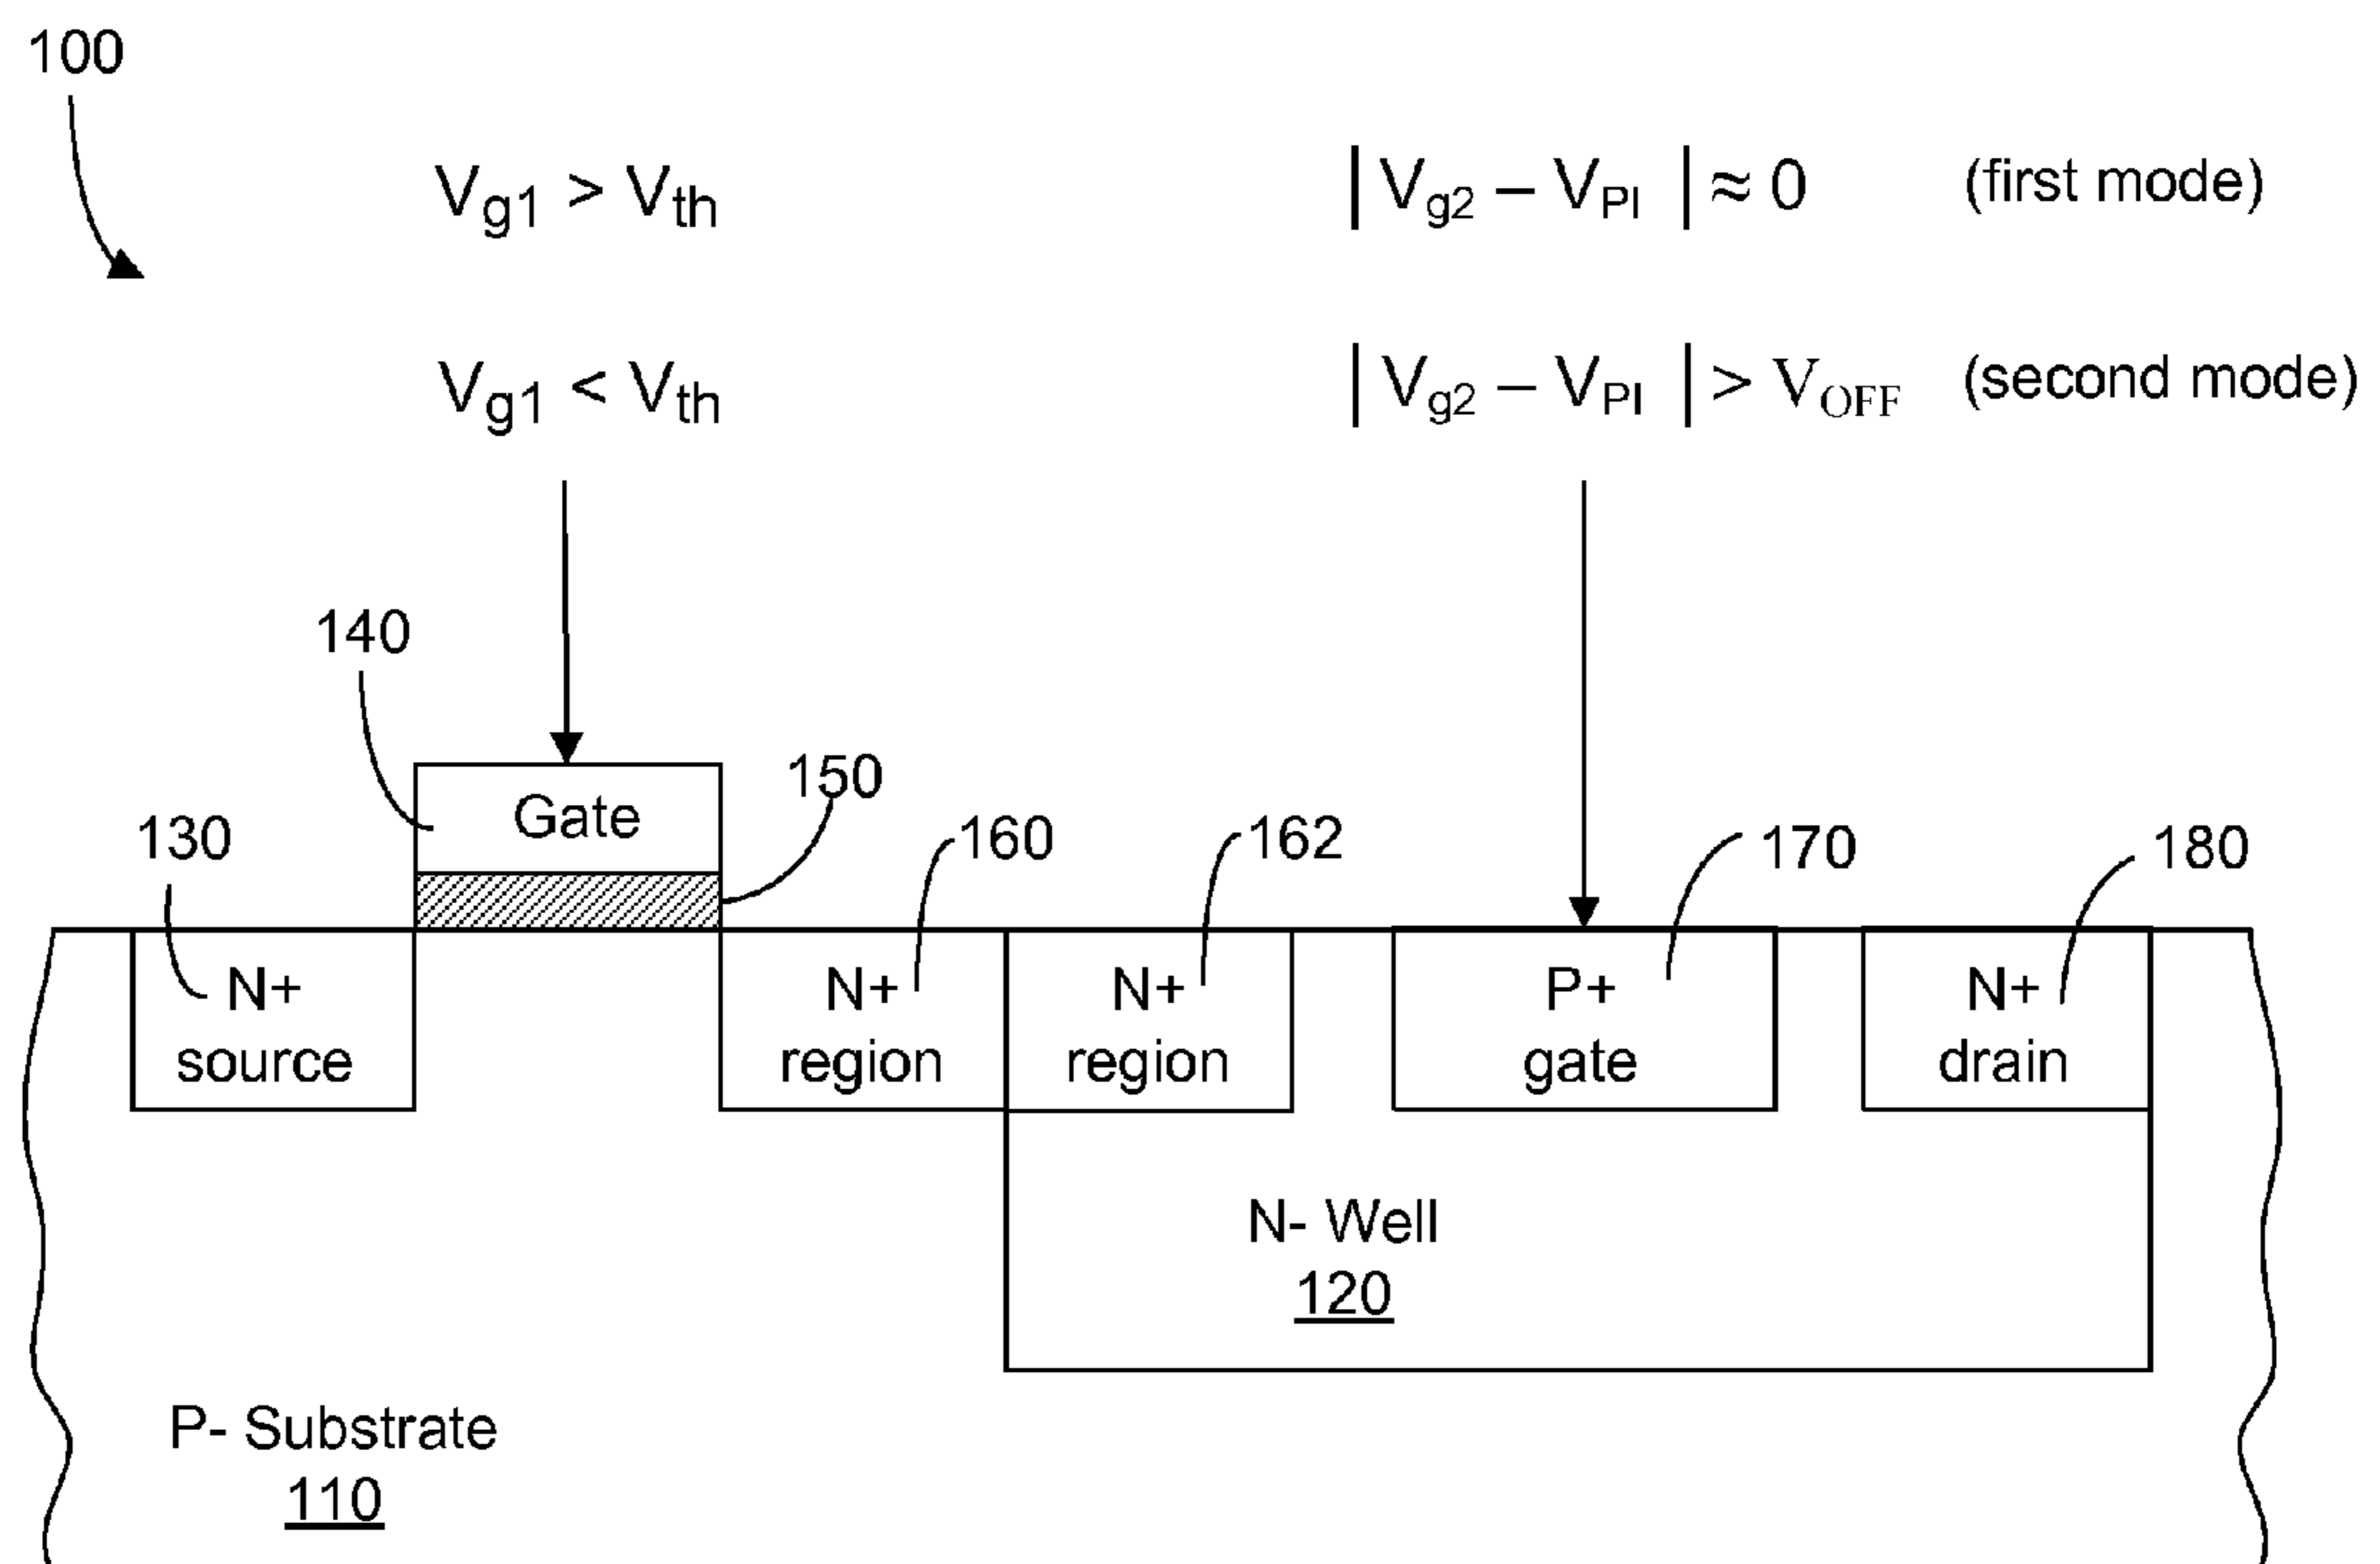 100
Vg1 > Vth
| Vg2 – VPI | ≈ 0 (first mode)
Vg1 < Vth
| Vg2 – VPI | > VOFF (second mode)
140
150
Gate
130
160
162
170
180
N+
source
N+
region
N+
region
P+
gate
N+
drain
N- Well
120
P- Substrate
110